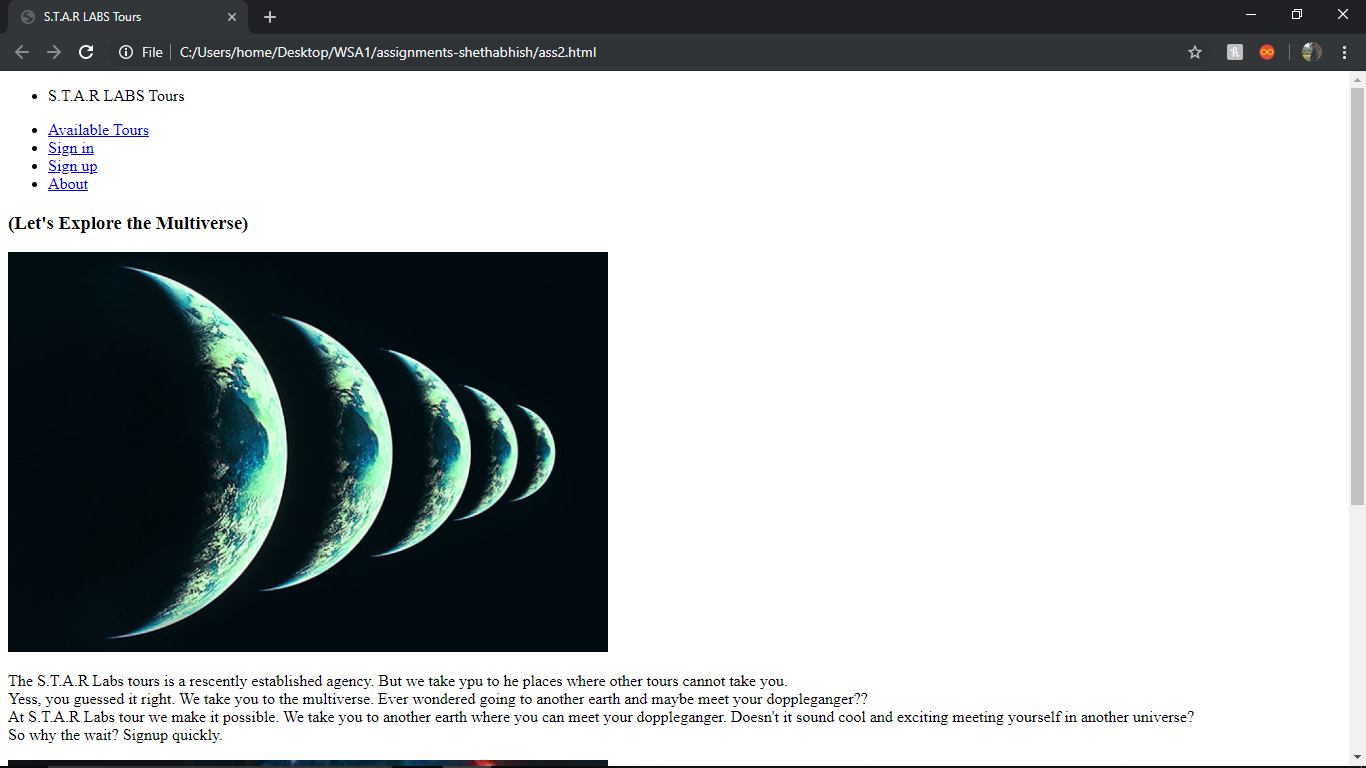 S.T.A.R LABS Tours
File
C:/Users/home/Desktop/WSA1/assignments-shethabhish/ass2.html
S.T.A.R LABS Tours
Available Tours
Sign in
Sign up
About
(Let's Explore the Multiverse)
The S.T.A.R Labs tours is a rescently established agency. But we take ypu to he places where other tours cannot take you.
Yess, you guessed it right. We take you to the multiverse. Ever wondered going to another earth and maybe meet your doppleganger??
At S.T.A.R Labs tour we make it possible. We take you to another earth where you can meet your doppleganger. Doesn't it sound cool and exciting meeting yourself in another universe?
So why the wait? Signup quickly.